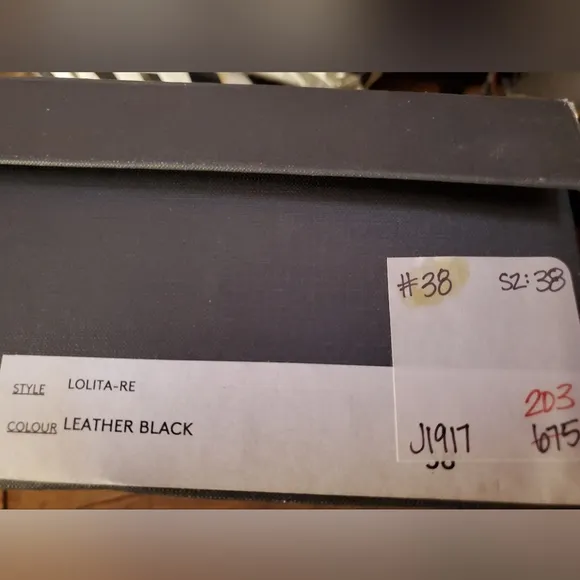 #38 SZ: 38
STYLE LOLITA-RE
203
COLOUR LEATHER BLACK
J1917 675